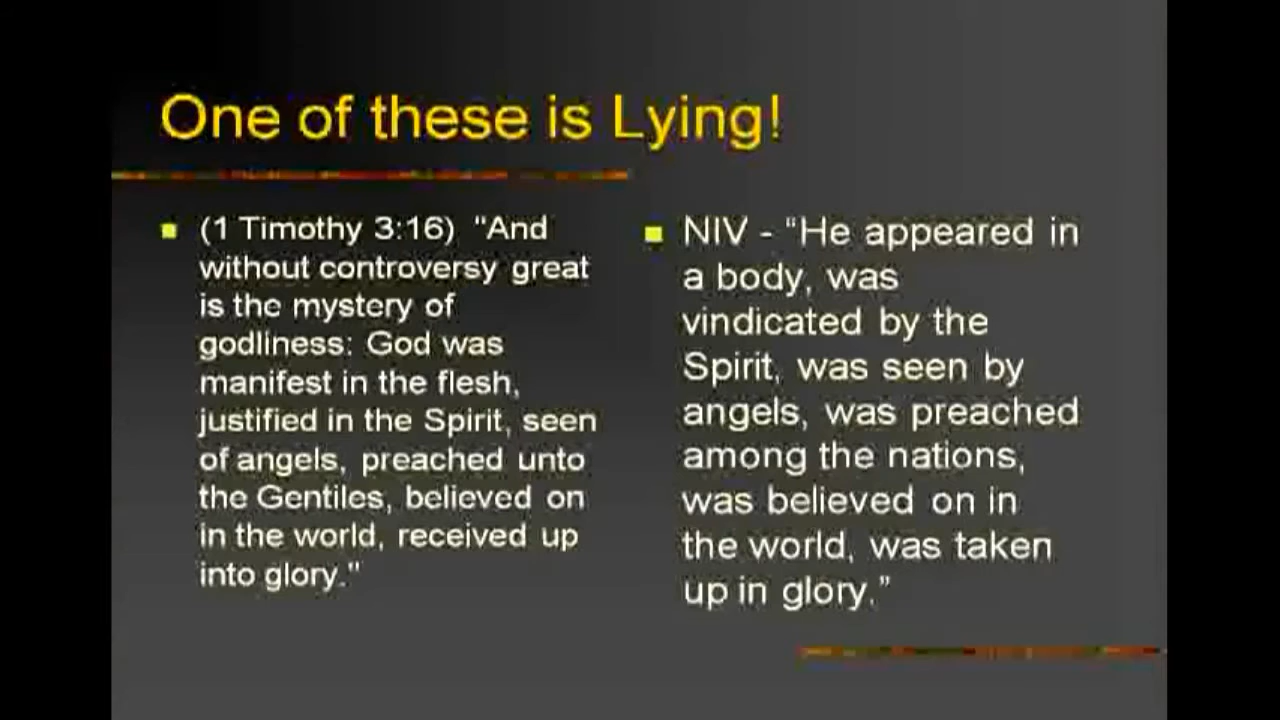 One of these is Lying!
(1 Timothy 3:16) "And
without controversy great
is the mystery of
godliness: God was
manifest in the flesh,
justified in the Spirit, seen
of angels, preached unto
the Gentiles, believed on
in the world, received up
into glory."
NIV - “He appeared in
a body, was
vindicated by the
Spirit, was seen by
angels, was preached
among the nations,
was believed on in
the world, was taken
up in glory.”